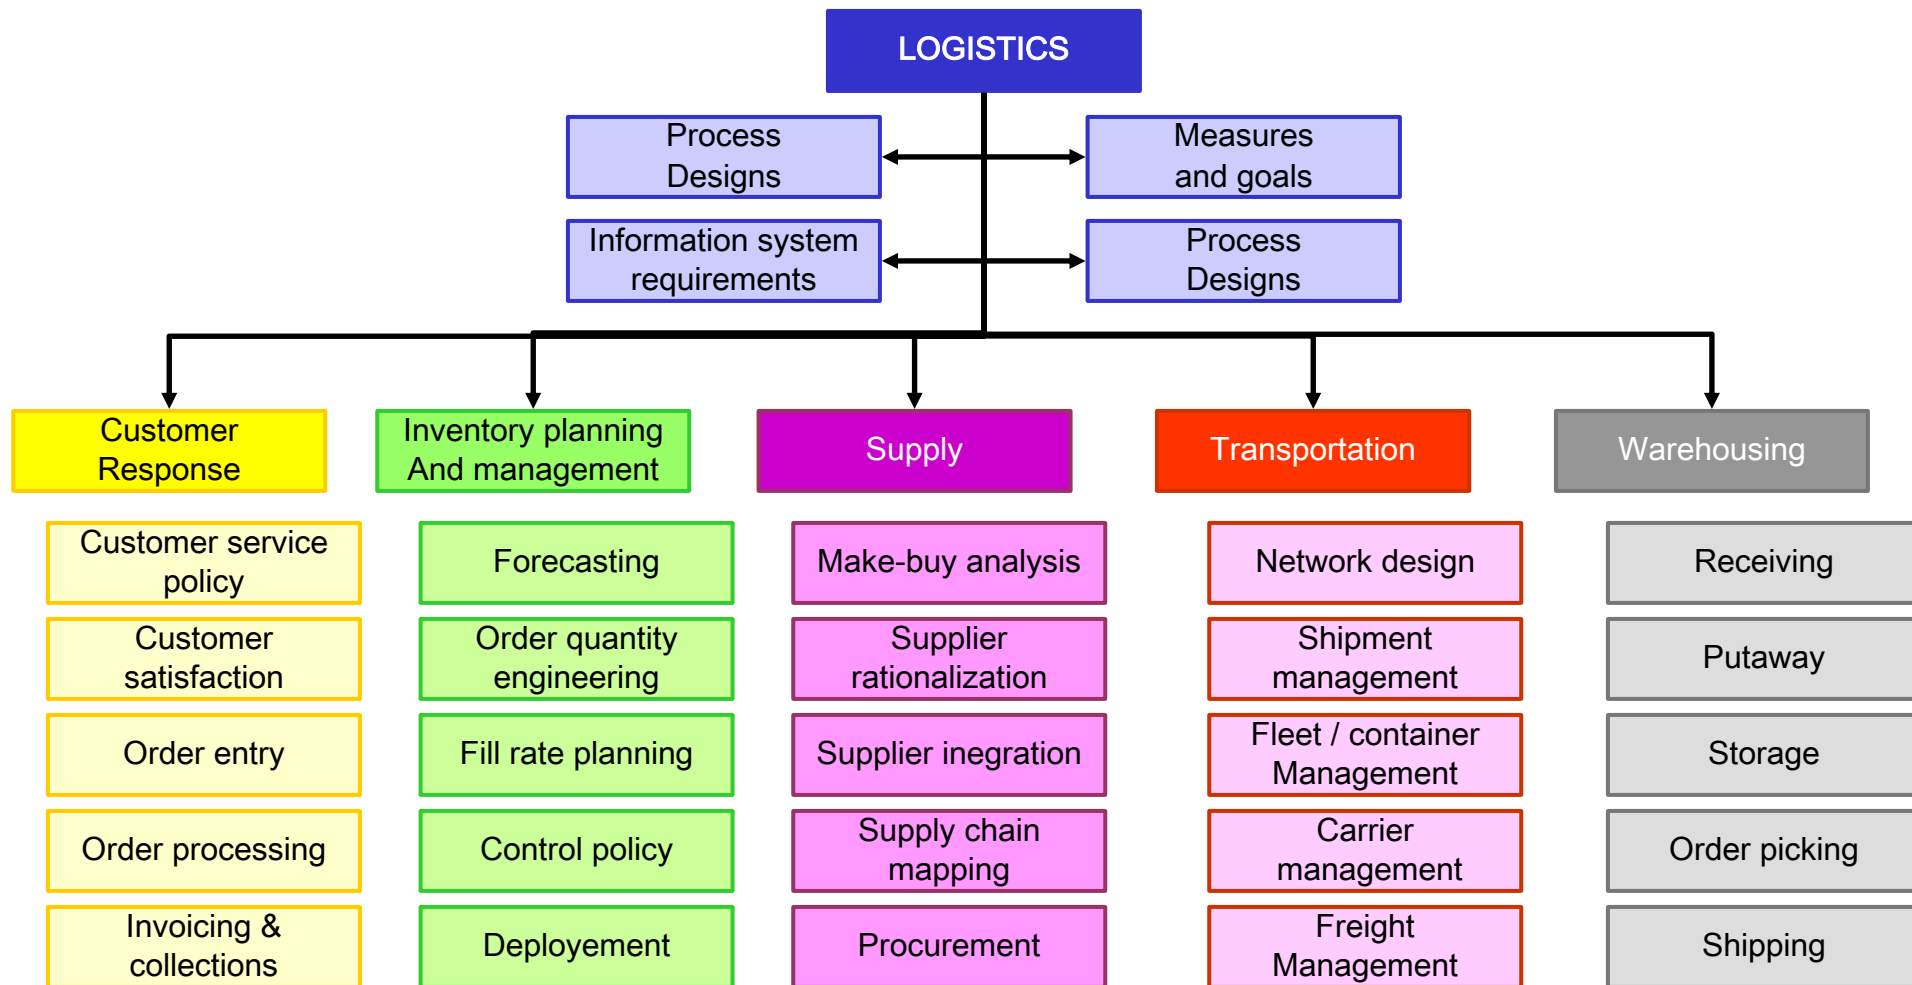 LOGISTICS
Process
Designs
Measures
and goals
Information system
requirements
Process
Designs
Customer
Response
Inventory planning
And management
Supply
Transportation
Warehousing
Customer service
policy
Forecasting
Make-buy analysis
Network design
Receiving
Customer
satisfaction
Order quantity
engineering
Supplier
rationalization
Shipment
management
Putaway
Order entry
Fill rate planning
Supplier inegration
Fleet / container
Management
Storage
Order processing
Control policy
Supply chain
mapping
Carrier
management
Order picking
Invoicing &
collections
Deployement
Procurement
Freight
Management
Shipping